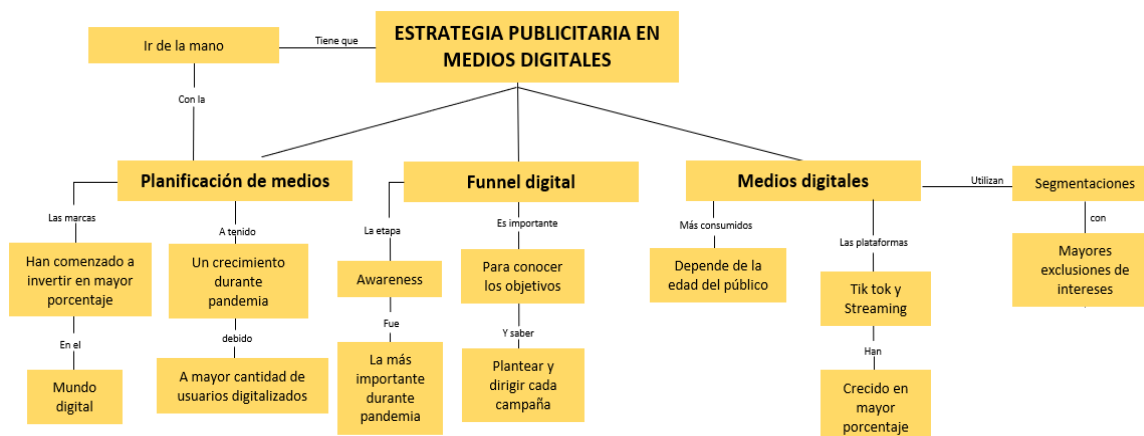 ESTRATEGIA PUBLICITARIA EN
MEDIOS DIGITALES
Tiene que
Ir de la mano
Con la
Planificación de medios
Las marcas
Han comenzado a
invertir en mayor
porcentaje
En el
Mundo
digital
A tenido
Un crecimiento
durante
pandemia
debido
A mayor cantidad de
usuarios digitalizados
Funnel digital
La etapa
Awareness
Fue
La más
importante
durante
pandemia
Es importante
Para conocer
los objetivos
Y saber
Plantear y
dirigir cada
campaña
Medios digitales
Más consumidos
Depende de la
edad del público
Las plataformas
Tik tok y
Streaming
Han
Crecido en
mayor
porcentaje
Utilizan
Segmentaciones
con
Mayores
exclusiones de
intereses